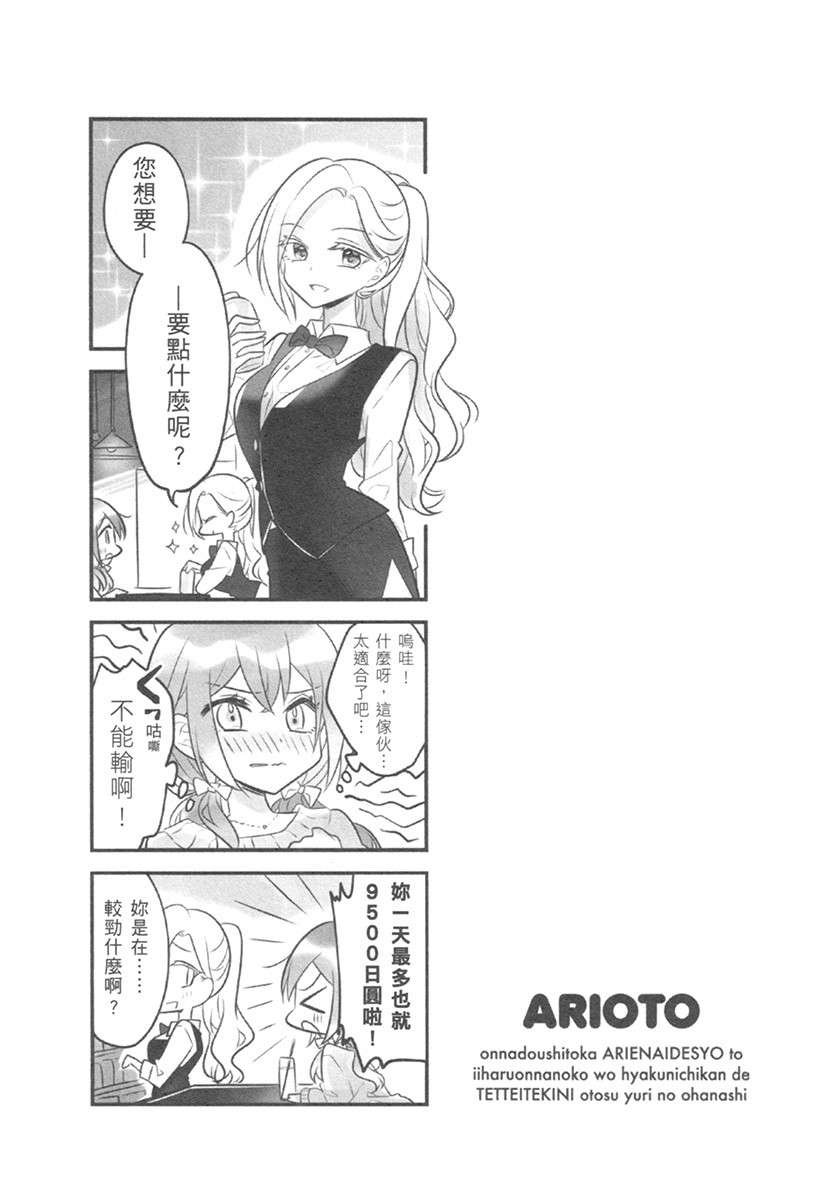 您想要—
—要點什麼呢？
嗚哇！
什麼呀，這傢伙…
太適合了吧…
くっ
咕嘶
不能輸啊！
妳一天最多也就
9500日圓啦！
妳是在……
較勁什麼啊？
ARIOTO
onnadoushitoka ARIENAIDESYO to
iiharuonnanoko wo hyakunichikan de
TETTEITEKINI otosu yuri no ohanashi